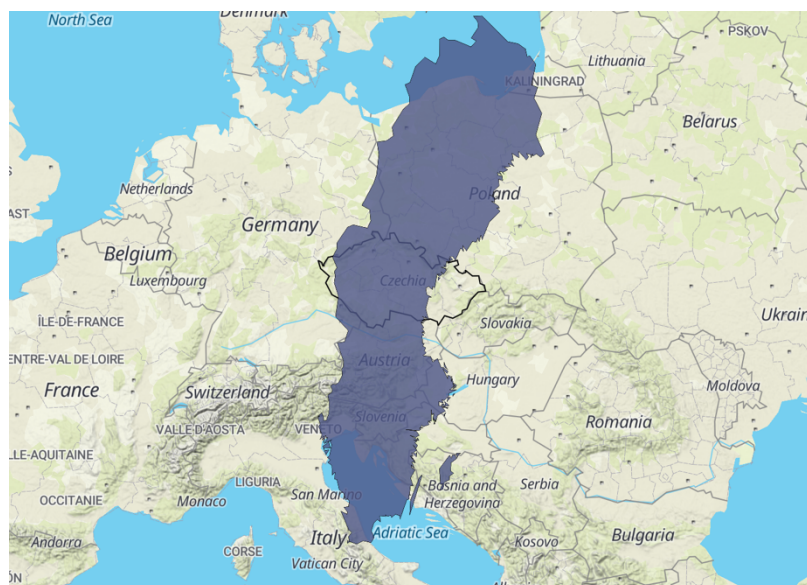 Denmark
North Sea
PSKOV
Lithuania
KALININGRAD
Belarus
Netherlands
Poland
EAST
Germany
Belgium
Luxembourg
Czechia
ÎLE-DE-FRANCE
Slovakia
Ukrain
CENTRE-VAL DE LOIRE
Austria
France
Switzerland
Hungary
Moldova
Slovenia
VALLE D'AOSTA
VENETO
Romania
LLE-AQUITAINE
LIGURIA
Bosnia and
Herzegovina
Serbia
OCCITANIE
Monaco
San Marino
Bulgaria
Andorra
CORSE
Italy
Adriatic Sea
Kosovo
Vatican City